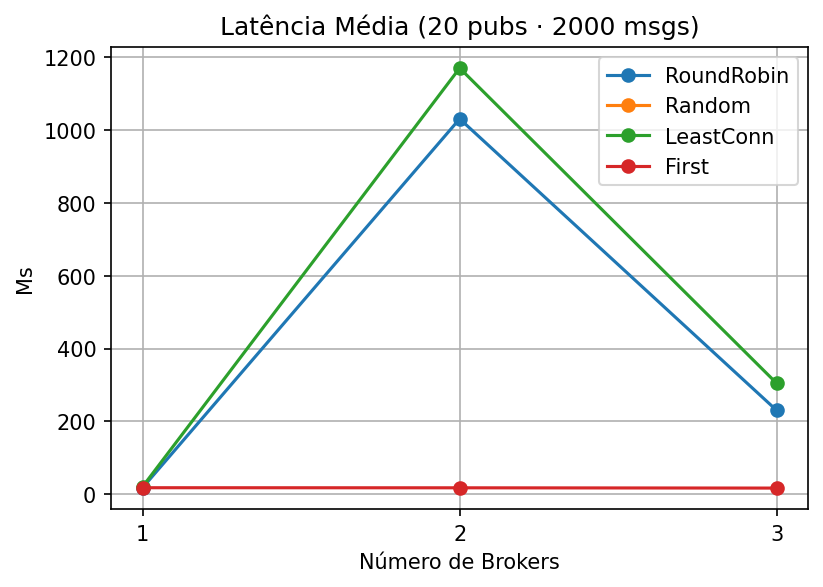 Latência Média (20 pubs · 2000 msgs)
1200
1000
800
600
400
200
0
Ms
RoundRobin
Random
LeastConn
First
1 2 3
Número de Brokers